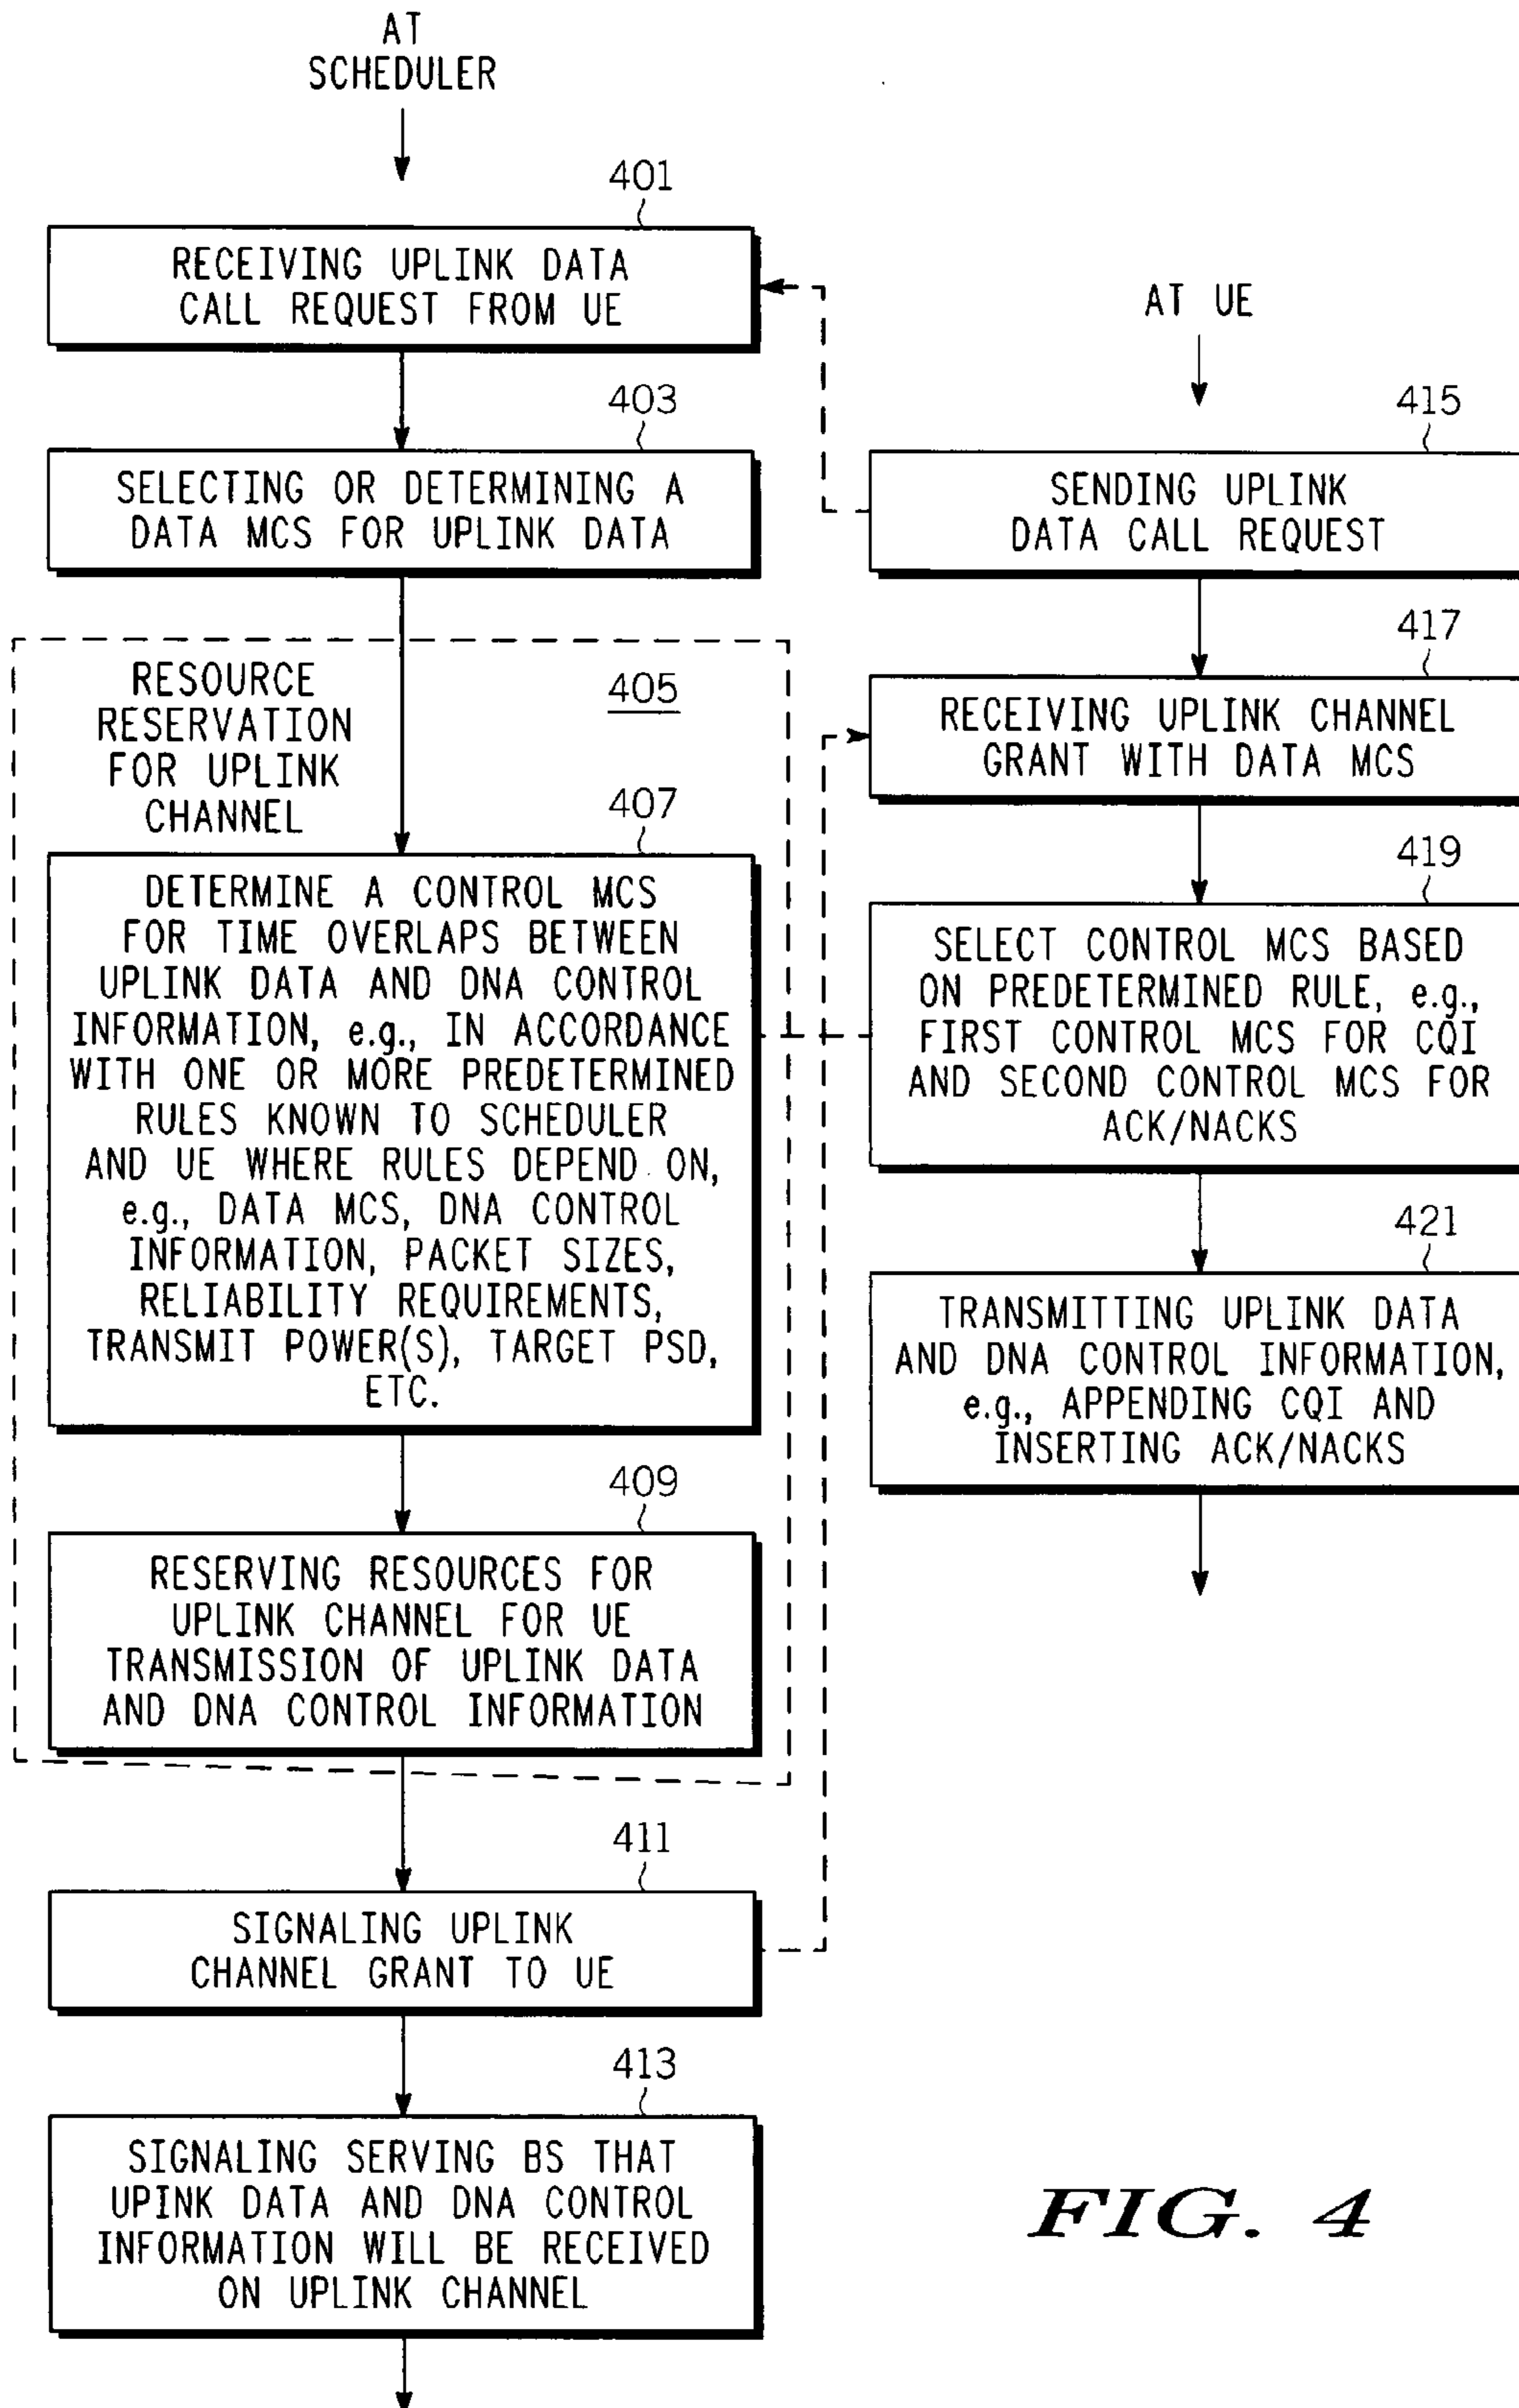 AT
SCHEDULER
401
RECEIVING UPLINK DATA
CALL REQUEST FROM UE
403
SELECTING OR DETERMINING A
DATA MCS FOR UPLINK DATA
RESOURCE
RESERVATION
FOR UPLINK
CHANNEL
405
407
DETERMINE A CONTROL MCS
FOR TIME OVERLAPS BETWEEN
UPLINK DATA AND DNA CONTROL
INFORMATION, e.g., IN ACCORDANCE
WITH ONE OR MORE PREDETERMINED
RULES KNOWN TO SCHEDULER
AND UE WHERE RULES DEPEND ON,
e.g., DATA MCS, DNA CONTROL
INFORMATION, PACKET SIZES,
RELIABILITY REQUIREMENTS,
TRANSMIT POWER(S), TARGET PSD,
ETC.
409
RESERVING RESOURCES FOR
UPLINK CHANNEL FOR UE
TRANSMISSION OF UPLINK DATA
AND DNA CONTROL INFORMATION
411
SIGNALING UPLINK
CHANNEL GRANT TO UE
413
SIGNALING SERVING BS THAT
UPINK DATA AND DNA CONTROL
INFORMATION WILL BE RECEIVED
ON UPLINK CHANNEL
AT UE
415
SENDING UPLINK
DATA CALL REQUEST
417
RECEIVING UPLINK CHANNEL
GRANT WITH DATA MCS
419
SELECT CONTROL MCS BASED
ON PREDETERMINED RULE, e.g.,
FIRST CONTROL MCS FOR CQI
AND SECOND CONTROL MCS FOR
ACK/NACKS
421
TRANSMITTING UPLINK DATA
AND DNA CONTROL INFORMATION,
e.g., APPENDING CQI AND
INSERTING ACK/NACKS
FIG. 4